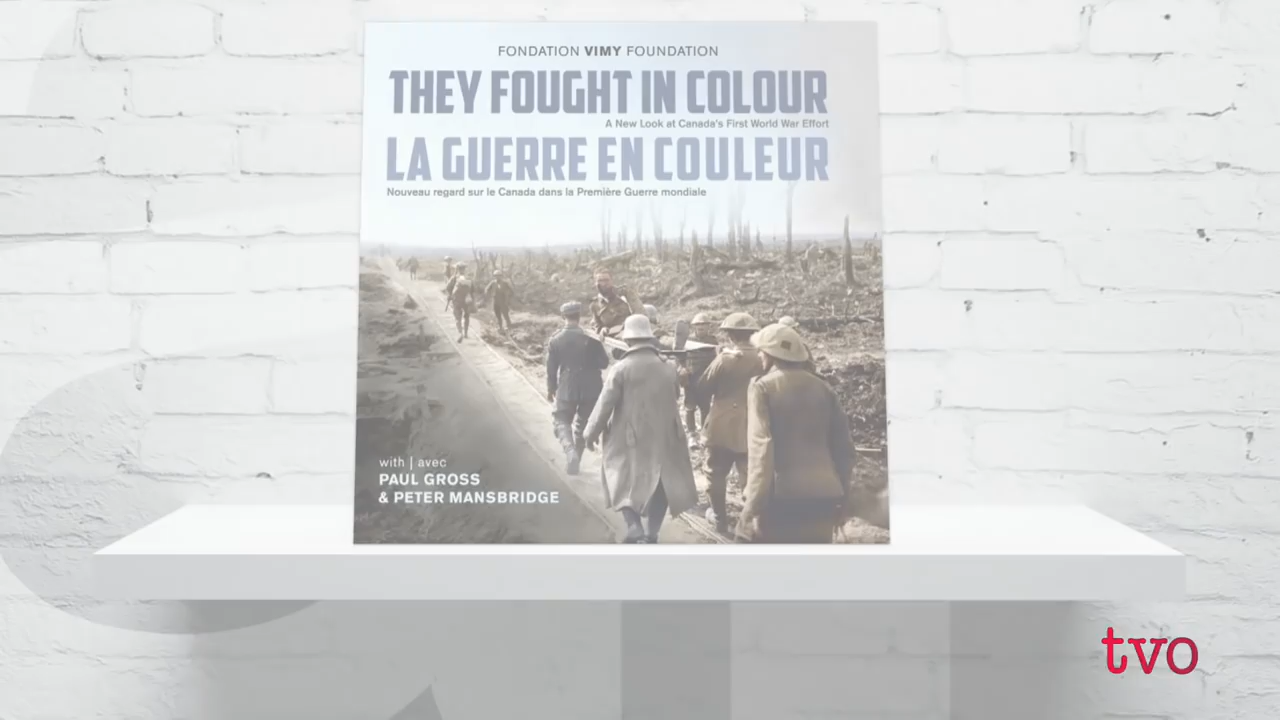 FONDATION VIMY FOUNDATION
THEY FOUGHT IN COLOUR
A New Look at Canada's First World War Effort
LA GUERRE EN COULEUR
Nouveau regard sur le Canada dans la Première Guerre mondiale
with | avec
PAUL GROSS
& PETER MANSBRIDGE
tvo